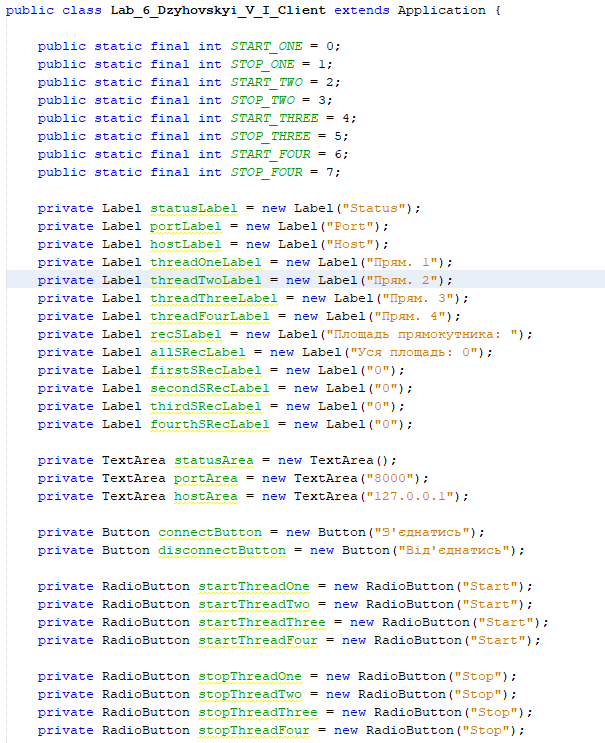 public class Lab_6_Dzyhovskyi_V_I_Client extends Application {
public static final int START_ONE = 0;
public static final int STOP_ONE = 1;
public static final int START_TWO = 2;
public static final int STOP_TWO = 3;
public static final int START_THREE = 4;
public static final int STOP_THREE = 5;
public static final int START_FOUR = 6;
public static final int STOP_FOUR = 7;
private Label statusLabel = new Label("Status");
private Label portLabel = new Label("Port");
private Label hostLabel = new Label("Host");
private Label threadOneLabel = new Label("Прям. 1");
private Label threadTwoLabel = new Label("Прям. 2");
private Label threadThreeLabel = new Label("Прям. 3");
private Label threadFourLabel = new Label("Прям. 4");
private Label recSLabel = new Label("Площадь прямокутника: ");
private Label allSRecLabel = new Label("Уся площадь: 0");
private Label firstSRecLabel = new Label("0");
private Label secondSRecLabel = new Label("0");
private Label thirdSRecLabel = new Label("0");
private Label fourthSRecLabel = new Label("0");
private TextArea statusArea = new TextArea();
private TextArea portArea = new TextArea("8000");
private TextArea hostArea = new TextArea("127.0.0.1");
private Button connectButton = new Button("З'єднатись");
private Button disconnectButton = new Button("Від'єднатись");
private RadioButton startThreadOne = new RadioButton("Start");
private RadioButton startThreadTwo = new RadioButton("Start");
private RadioButton startThreadThree = new RadioButton("Start");
private RadioButton startThreadFour = new RadioButton("Start");
private RadioButton stopThreadOne = new RadioButton("Stop");
private RadioButton stopThreadTwo = new RadioButton("Stop");
private RadioButton stopThreadThree = new RadioButton("Stop");
private RadioButton stopThreadFour = new RadioButton("Stop");